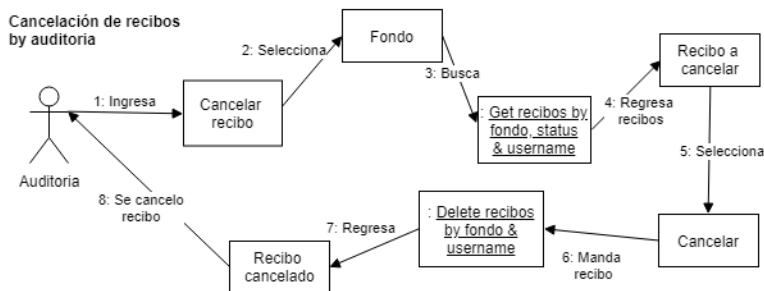 Cancelación de recibos
by auditoria
Fondo
2: Selecciona
Recibo a
cancelar
3: Busca
1: Ingresa
Cancelar
recibo
: Get recibos by
fondo, status
& username
4: Regresa
recibos
5: Selecciona
Auditoria
8: Se cancelo
recibo
: Delete recibos
by fondo &
username
7: Regresa
Cancelar
6: Manda
recibo
Recibo
cancelado